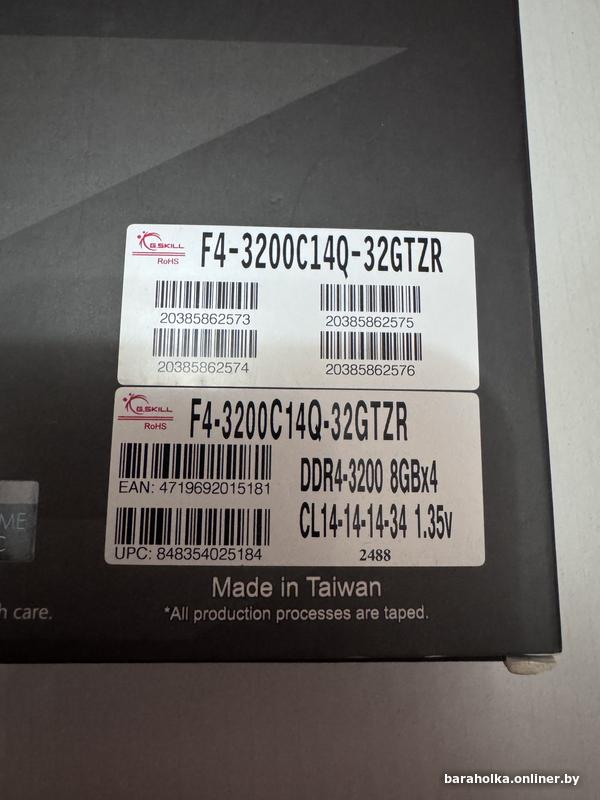 G.SKILL
RoHS
F4-3200C14Q-32GTZR
20385862573
20385862575
20385862574
20385862576
G.SKILL
RoHS
F4-3200C14Q-32GTZR
EAN: 4719692015181
DDR4-3200 8GBx4
CL14-14-14-34 1.35v
UPC: 848354025184
2488
Made in Taiwan
care.
*All production processes are taped.
baraholka.onliner.by